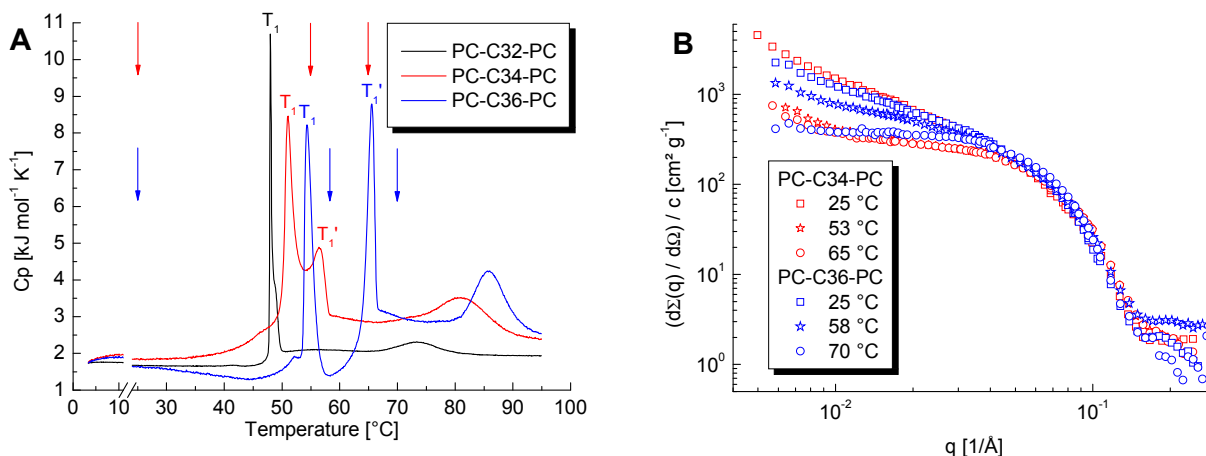 A
11
10
9
8
7
6
5
4
3
2
1
Cp [kJ mol⁻¹ K⁻¹]
T₁
T₁
T₁
T₁'
T₁'
PC-C32-PC
PC-C34-PC
PC-C36-PC
0 10 30 40 50 60 70 80 90 100
Temperature [°C]
B
10³
10²
10¹
10⁰
(dΣ(q) / dΩ) / c [cm² g⁻¹]
PC-C34-PC
25 °C
53 °C
65 °C
PC-C36-PC
25 °C
58 °C
70 °C
10⁻² 10⁻¹
q [1/Å]